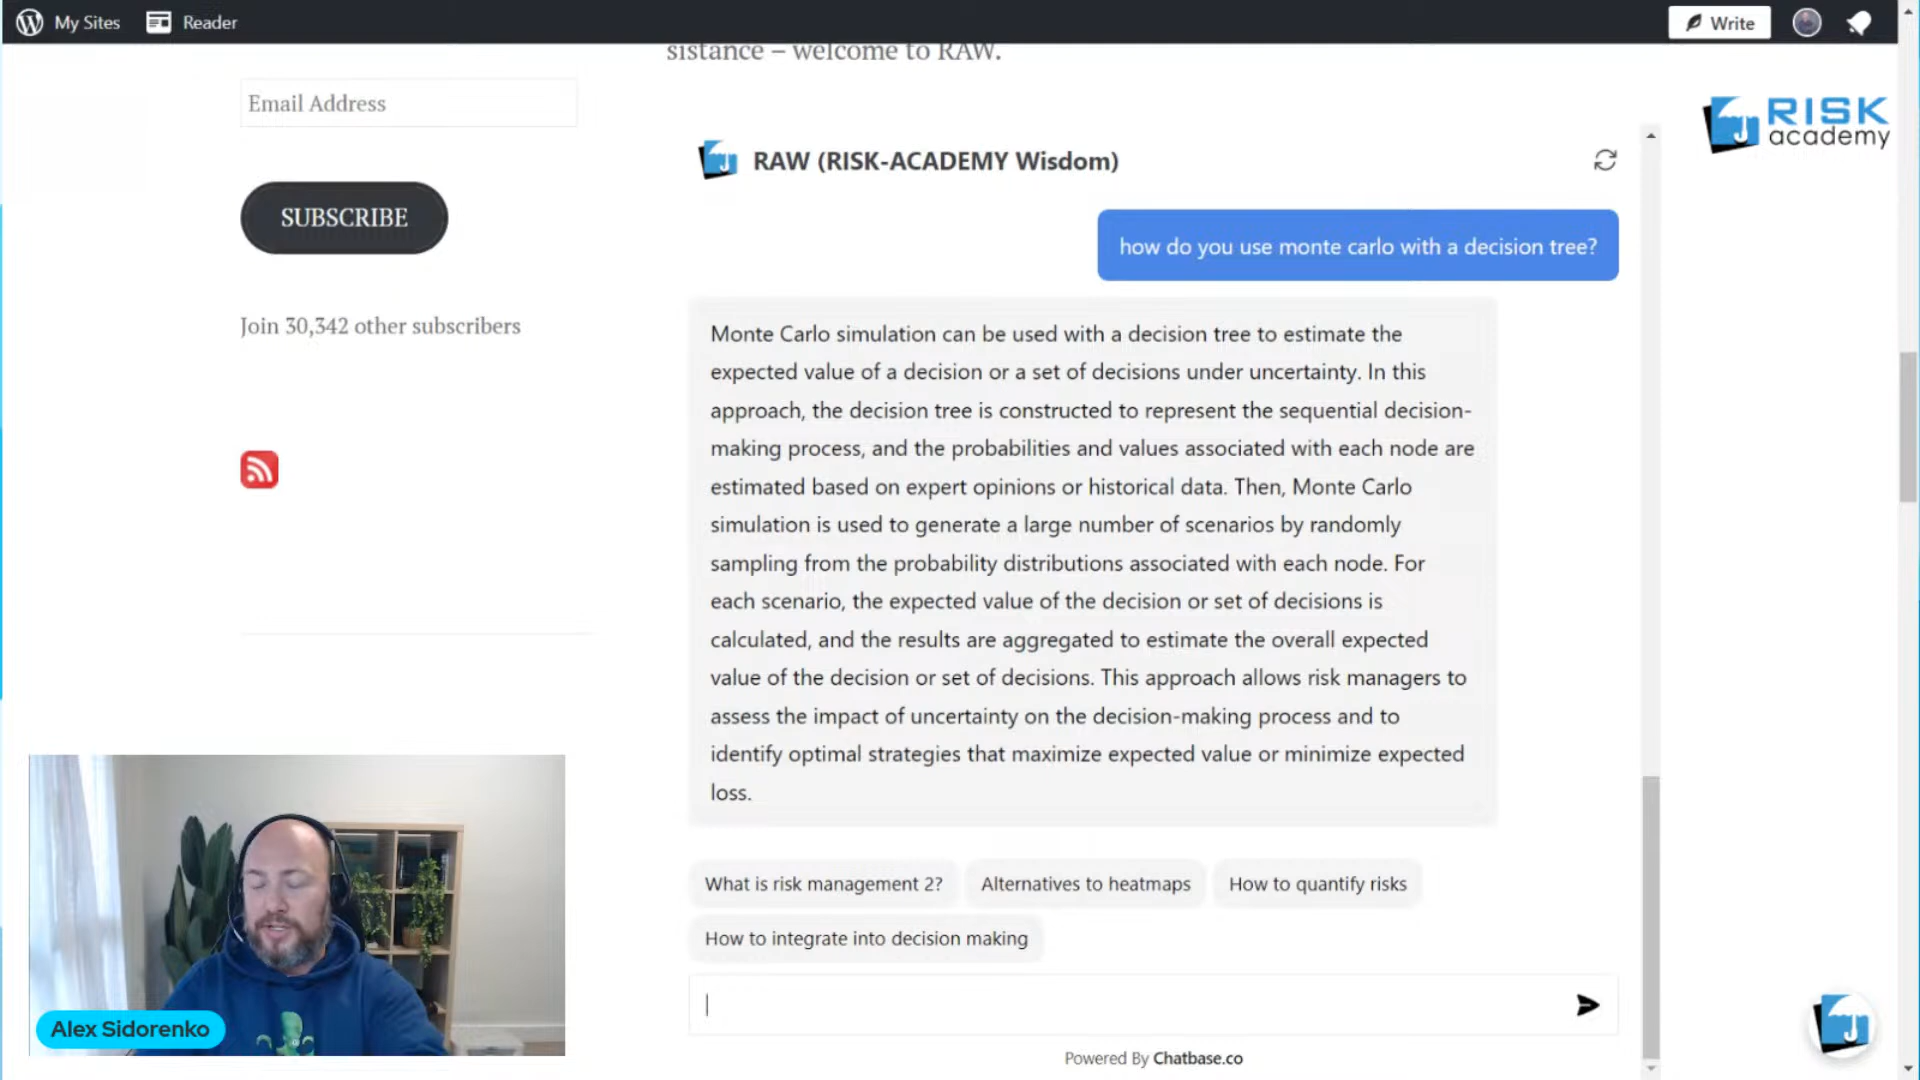 My Sites
Reader
Write
sistance – welcome to RAW.
Email Address
SUBSCRIBE
Join 30,342 other subscribers
RISK
academy
RAW (RISK-ACADEMY Wisdom)
how do you use monte carlo with a decision tree?
Monte Carlo simulation can be used with a decision tree to estimate the
expected value of a decision or a set of decisions under uncertainty. In this
approach, the decision tree is constructed to represent the sequential decision-
making process, and the probabilities and values associated with each node are
estimated based on expert opinions or historical data. Then, Monte Carlo
simulation is used to generate a large number of scenarios by randomly
sampling from the probability distributions associated with each node. For
each scenario, the expected value of the decision or set of decisions is
calculated, and the results are aggregated to estimate the overall expected
value of the decision or set of decisions. This approach allows risk managers to
assess the impact of uncertainty on the decision-making process and to
identify optimal strategies that maximize expected value or minimize expected
loss.
What is risk management 2?
Alternatives to heatmaps
How to quantify risks
How to integrate into decision making
Powered By Chatbase.co
Alex Sidorenko